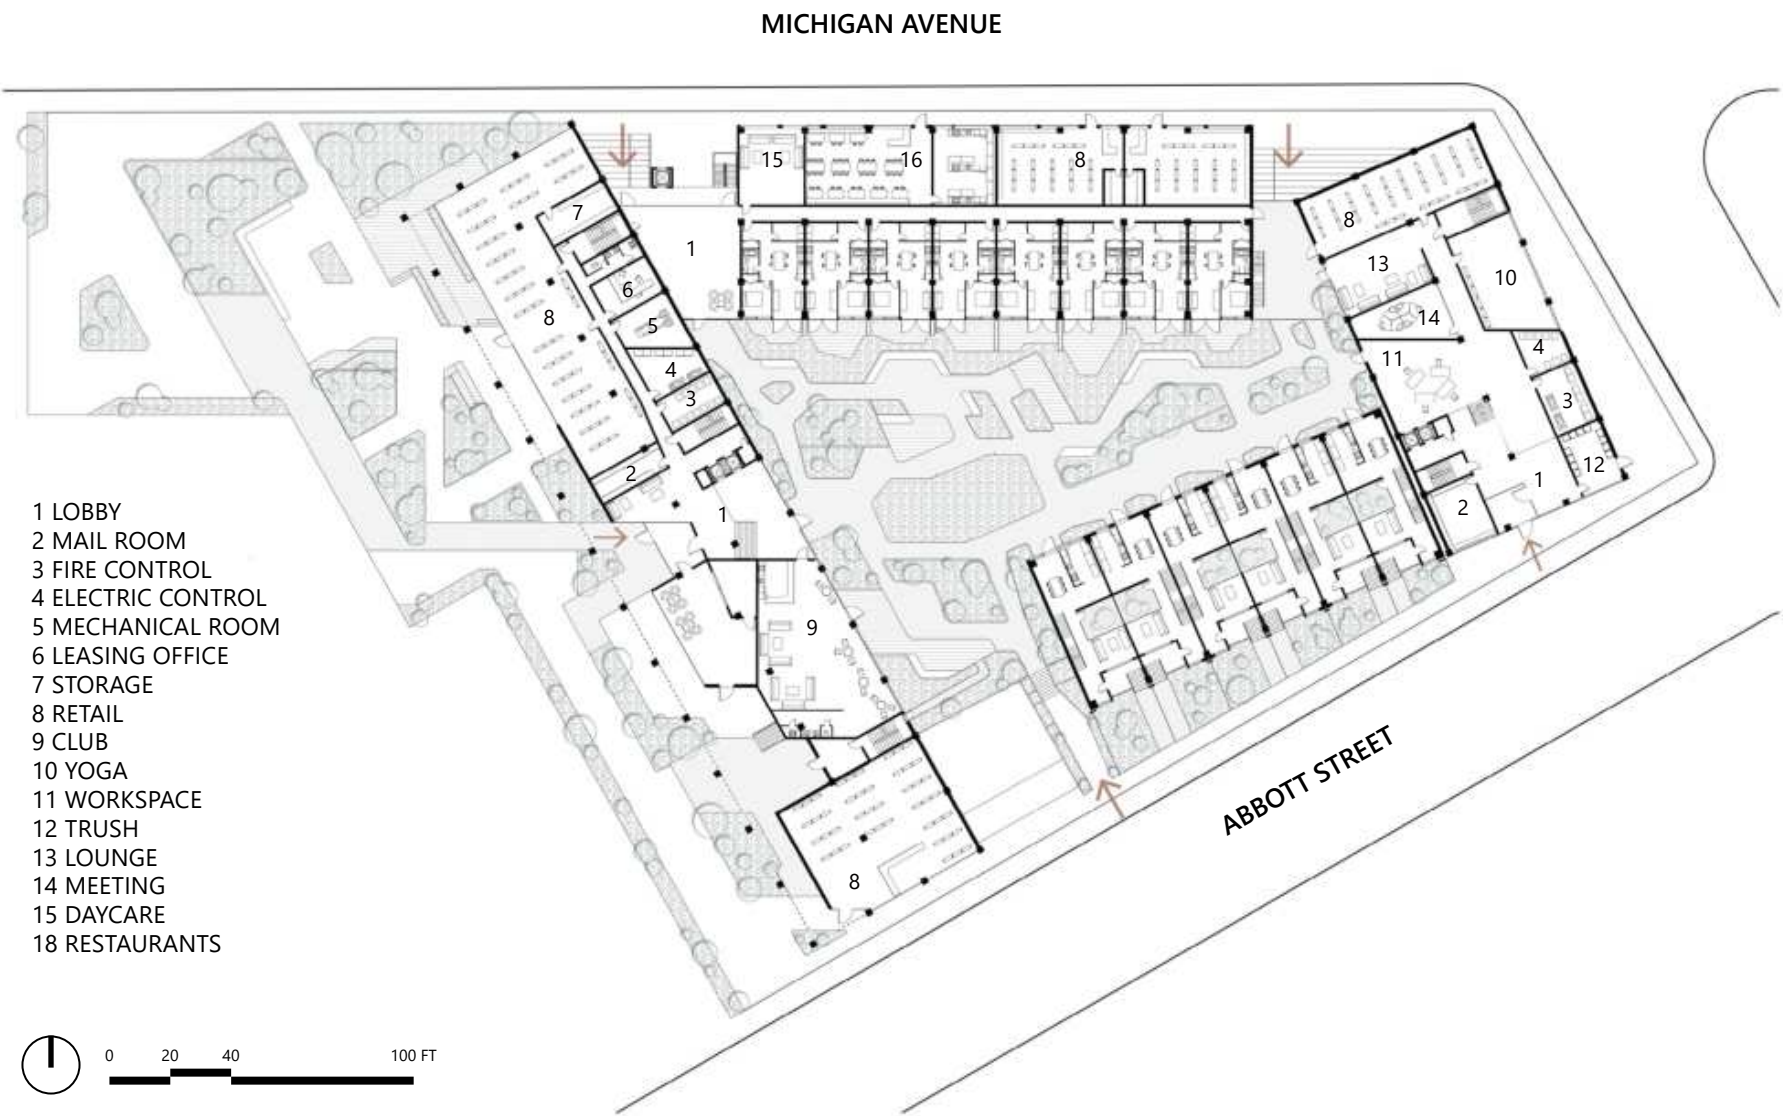 MICHIGAN AVENUE
15
16
8
7
8
1
13
10
6
8
14
5
11
4
4
3
3
2
12
1
1
2
1 LOBBY
2 MAIL ROOM
3 FIRE CONTROL
4 ELECTRIC CONTROL
5 MECHANICAL ROOM
6 LEASING OFFICE
7 STORAGE
8 RETAIL
9 CLUB
10 YOGA
11 WORKSPACE
12 TRUSH
13 LOUNGE
14 MEETING
15 DAYCARE
18 RESTAURANTS
9
ABBOTT STREET
8
0 20 40 100 FT